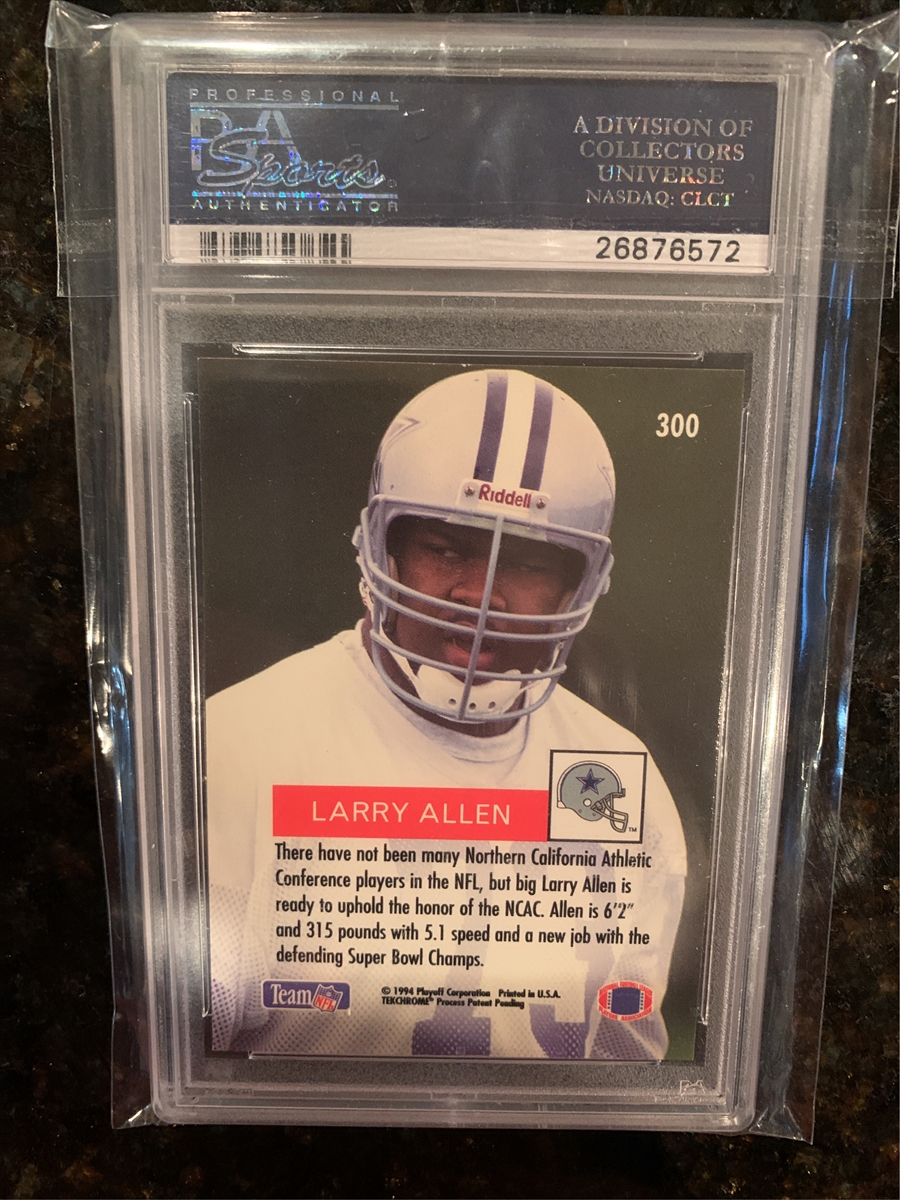 PROFESSIONAL
PSA
Sports.
AUTHENTICATOR
A DIVISION OF
COLLECTORS
UNIVERSE
NASDAQ: CLCT
26876572
300
Riddell
LARRY ALLEN
TM
There have not been many Northern California Athletic
Conference players in the NFL, but big Larry Allen is
ready to uphold the honor of the NCAC. Allen is 6'2"
and 315 pounds with 5.1 speed and a new job with the
defending Super Bowl Champs.
Team NFL
© 1994 Playoff Corporation Printed in U.S.A.
TEKCHROME® Process Patent Pending
PSA